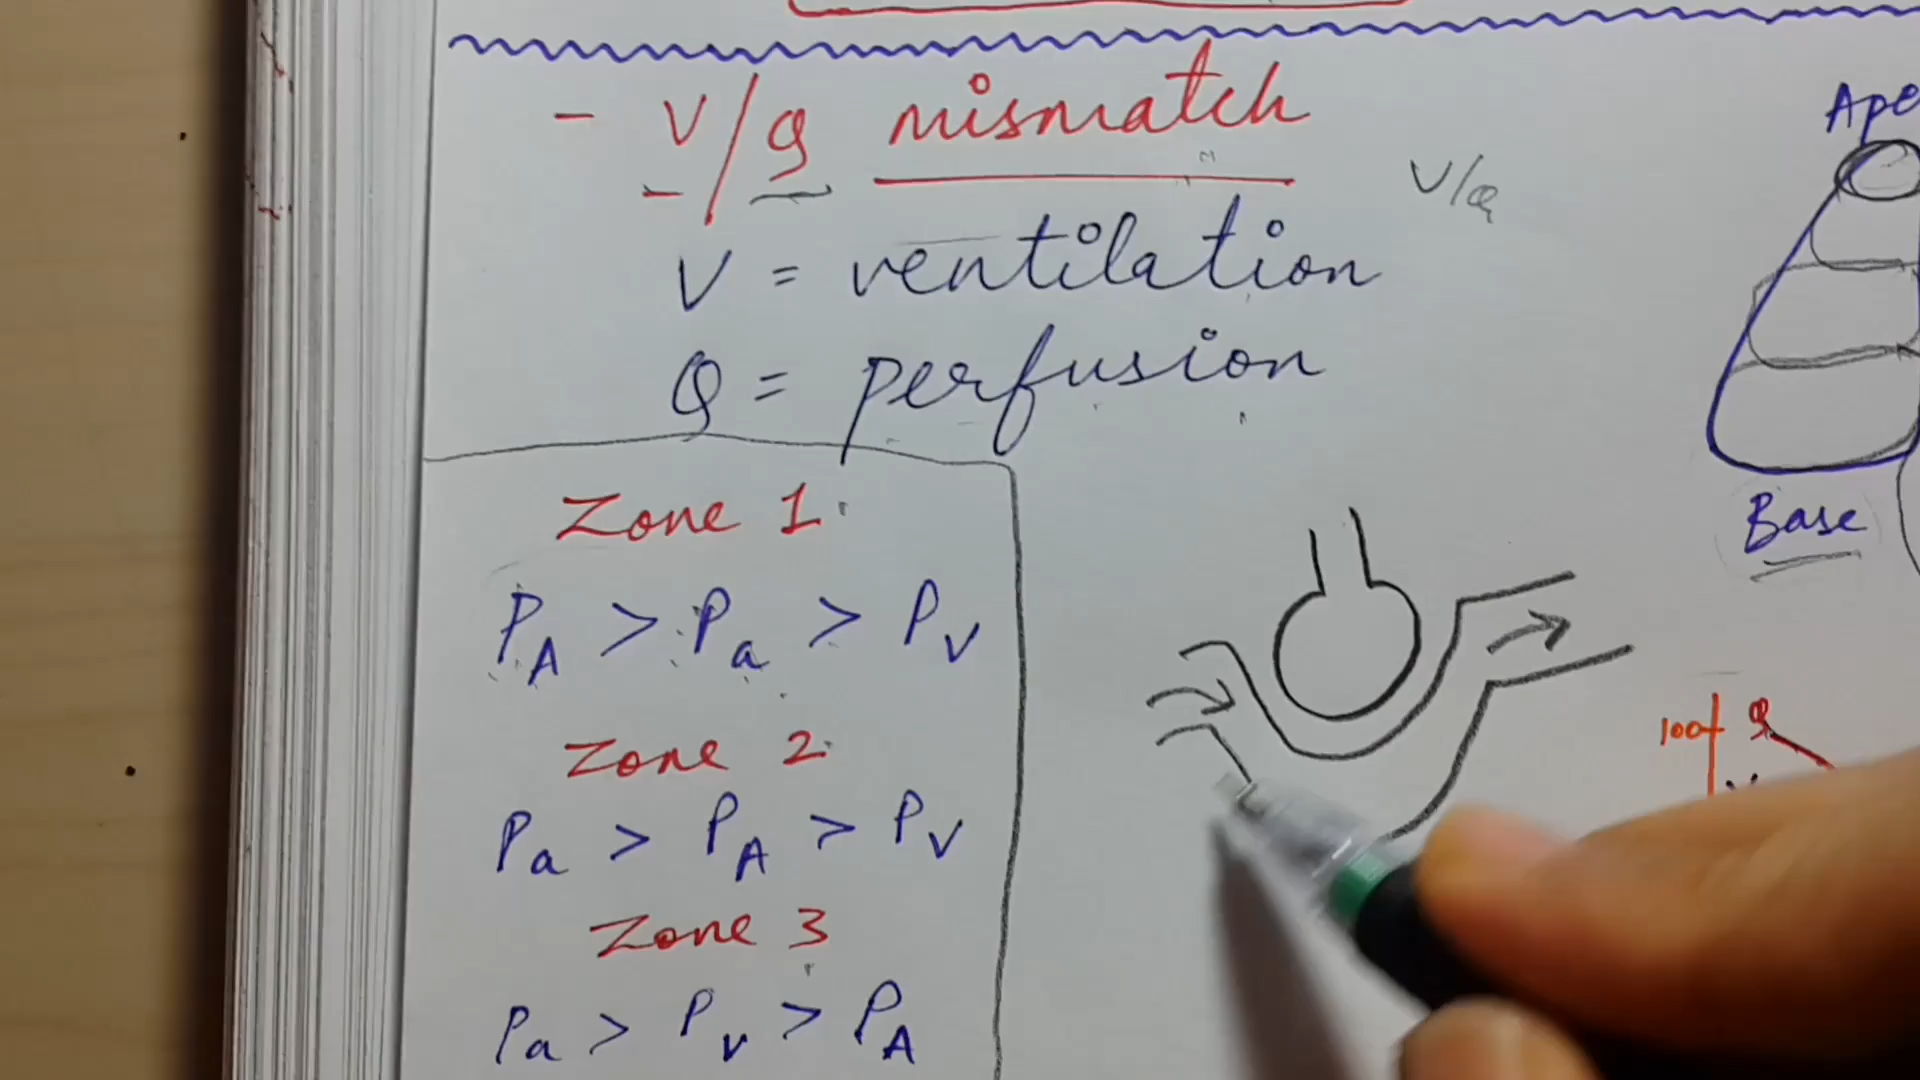 - V/Q mismatch
V/Q
V = ventilation
Q = perfusion
Zone 1
PA > Pa > PV
Zone 2
Pa > PA > PV
Zone 3
Pa > PV > PA
Base
100
Q